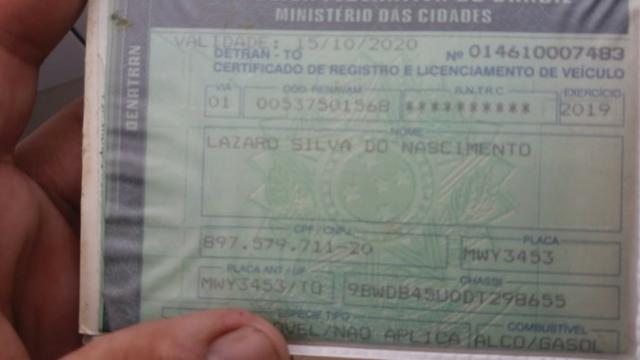 MINISTÉRIO DAS CIDADES
VALIDADE: 15/10/2020
DETRAN - TO Nº 014610007483
CERTIFICADO DE REGISTRO E LICENCIAMENTO DE VEÍCULO
DENATRAN
VIA CÓD. RENAVAM R.N.T.R.C. EXERCÍCIO
01 00537501568 ********** 2019
NOME
LAZARO SILVA DO NASCIMENTO
CPF / CNPJ PLACA
897.579.711-20 MWY3453
PLACA ANT / UF CHASSI
MWY3453/TO 9BWDB45U0DT298655
ESPÉCIE TIPO COMBUSTÍVEL
OVEL/NAO APLICA ALCO/GASOL